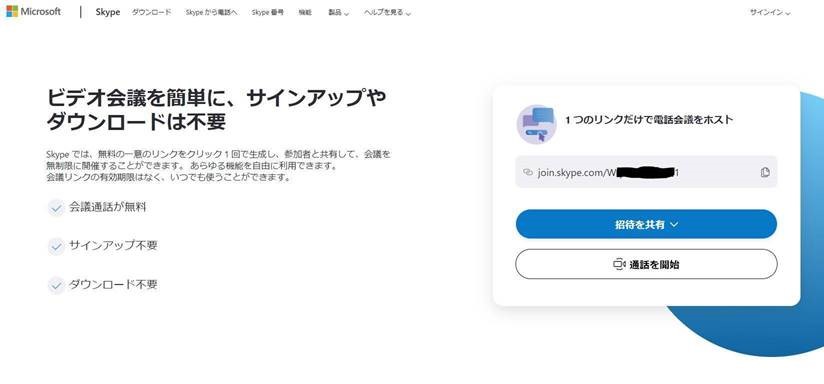 Microsoft
Skype
ダウンロード
Skype から電話へ
Skype 番号
機能
製品
ヘルプを見る
サインイン
ビデオ会議を簡単に、サインアップや
ダウンロードは不要
Skype では、無料の一意のリンクをクリック 1 回で生成し、参加者と共有して、会議を
無制限に開催することができます。 あらゆる機能を自由に利用できます。
会議リンクの有効期限はなく、いつでも使うことができます。
会議通話が無料
サインアップ不要
ダウンロード不要
1 つのリンクだけで電話会議をホスト
join.skype.com/W 1
招待を共有
通話を開始